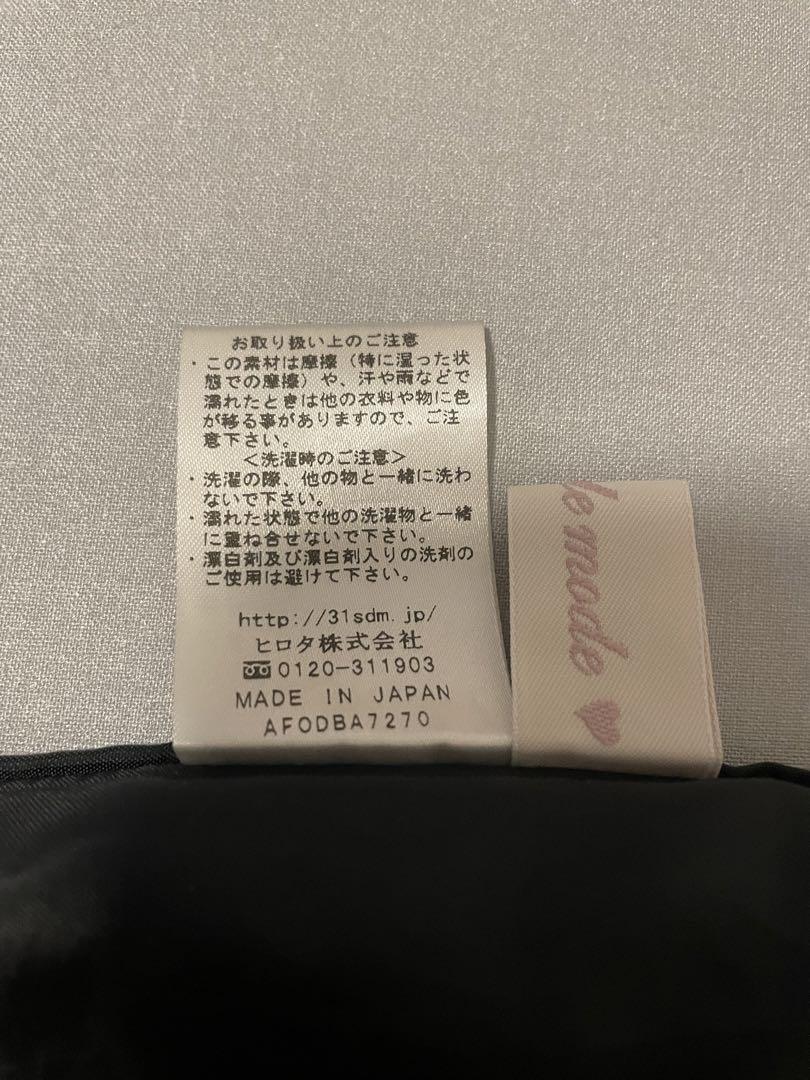 お取り扱い上のご注意
・この素材は摩擦（特に湿った状
態での摩擦）や、汗や雨などで
濡れたときは他の衣料や物に色
が移る事がありますので、ご注
意下さい。
＜洗濯時のご注意＞
・洗濯の際、他の物と一緒に洗わ
ないで下さい。
・濡れた状態で他の洗濯物と一緒
に重ね合せないで下さい。
・漂白剤及び漂白剤入りの洗剤の
ご使用は避けて下さい。
http://31sdm.jp/
ヒロタ株式会社
0120-311903
MADE IN JAPAN
AFODBA7270
de mode